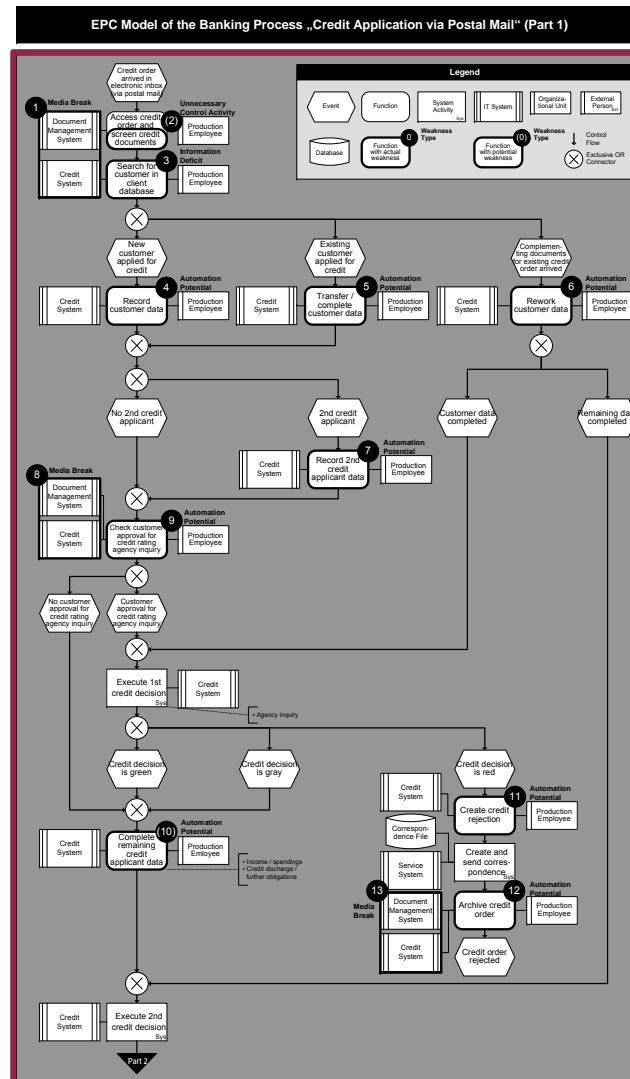 EPC Model of the Banking Process „Credit Application via Postal Mail“ (Part 1)
Legend
Event
Function
System
Activity
Sys
IT System
Organiza-
tional Unit
External
Person
Ext
Database
Function
with actual
weakness
0
Weakness
Type
Function
with potential
weakness
(0)
Weakness
Type
Control
Flow
Exclusive OR
Connector
Credit order
arrived in
electronic inbox
(via postal mail)
1
Media Break
Document
Management
System
Credit
System
Access credit
order and
screen credit
documents
(2)
Unnecessary
Control Activity
Production
Employee
Search for
customer in
client
database
3
Information
Deficit
Production
Employee
New
customer
applied for
credit
Existing
customer
applied for
credit
Complemen-
ting documents
for existing credit
order arrived
Credit
System
Record
customer data
4
Automation
Potential
Production
Employee
Credit
System
Transfer /
complete
customer data
5
Automation
Potential
Production
Employee
Credit
System
Rework
customer data
6
Automation
Potential
Production
Employee
No 2nd credit
applicant
2nd credit
applicant
Customer data
completed
Remaining da
completed
Credit
System
Record 2nd
credit
applicant data
7
Automation
Potential
Production
Employee
8
Media Break
Document
Management
System
Credit
System
Check customer
approval for
credit rating
agency inquiry
9
Automation
Potential
Production
Employee
No customer
approval for
credit rating
agency inquiry
Customer
approval for
credit rating
agency inquiry
Execute 1st
credit decision
Sys
Credit
System
• Agency inquiry
Credit decision
is green
Credit decision
is gray
Credit decision
is red
Credit
System
Complete
remaining
credit
applicant data
(10)
Automation
Potential
Production
Emloyee
• Income / spendings
• Credit discharge /
further obligations
Credit
System
Create credit
rejection
11
Automation
Potential
Production
Employee
Correspon-
dence File
Service
System
Create and
send corres-
pondence
Sys
13
Media
Break
Document
Management
System
Credit
System
Archive credit
order
12
Automation
Potential
Production
Employee
Credit order
rejected
Credit
System
Execute 2nd
credit decision
Sys
Part 2